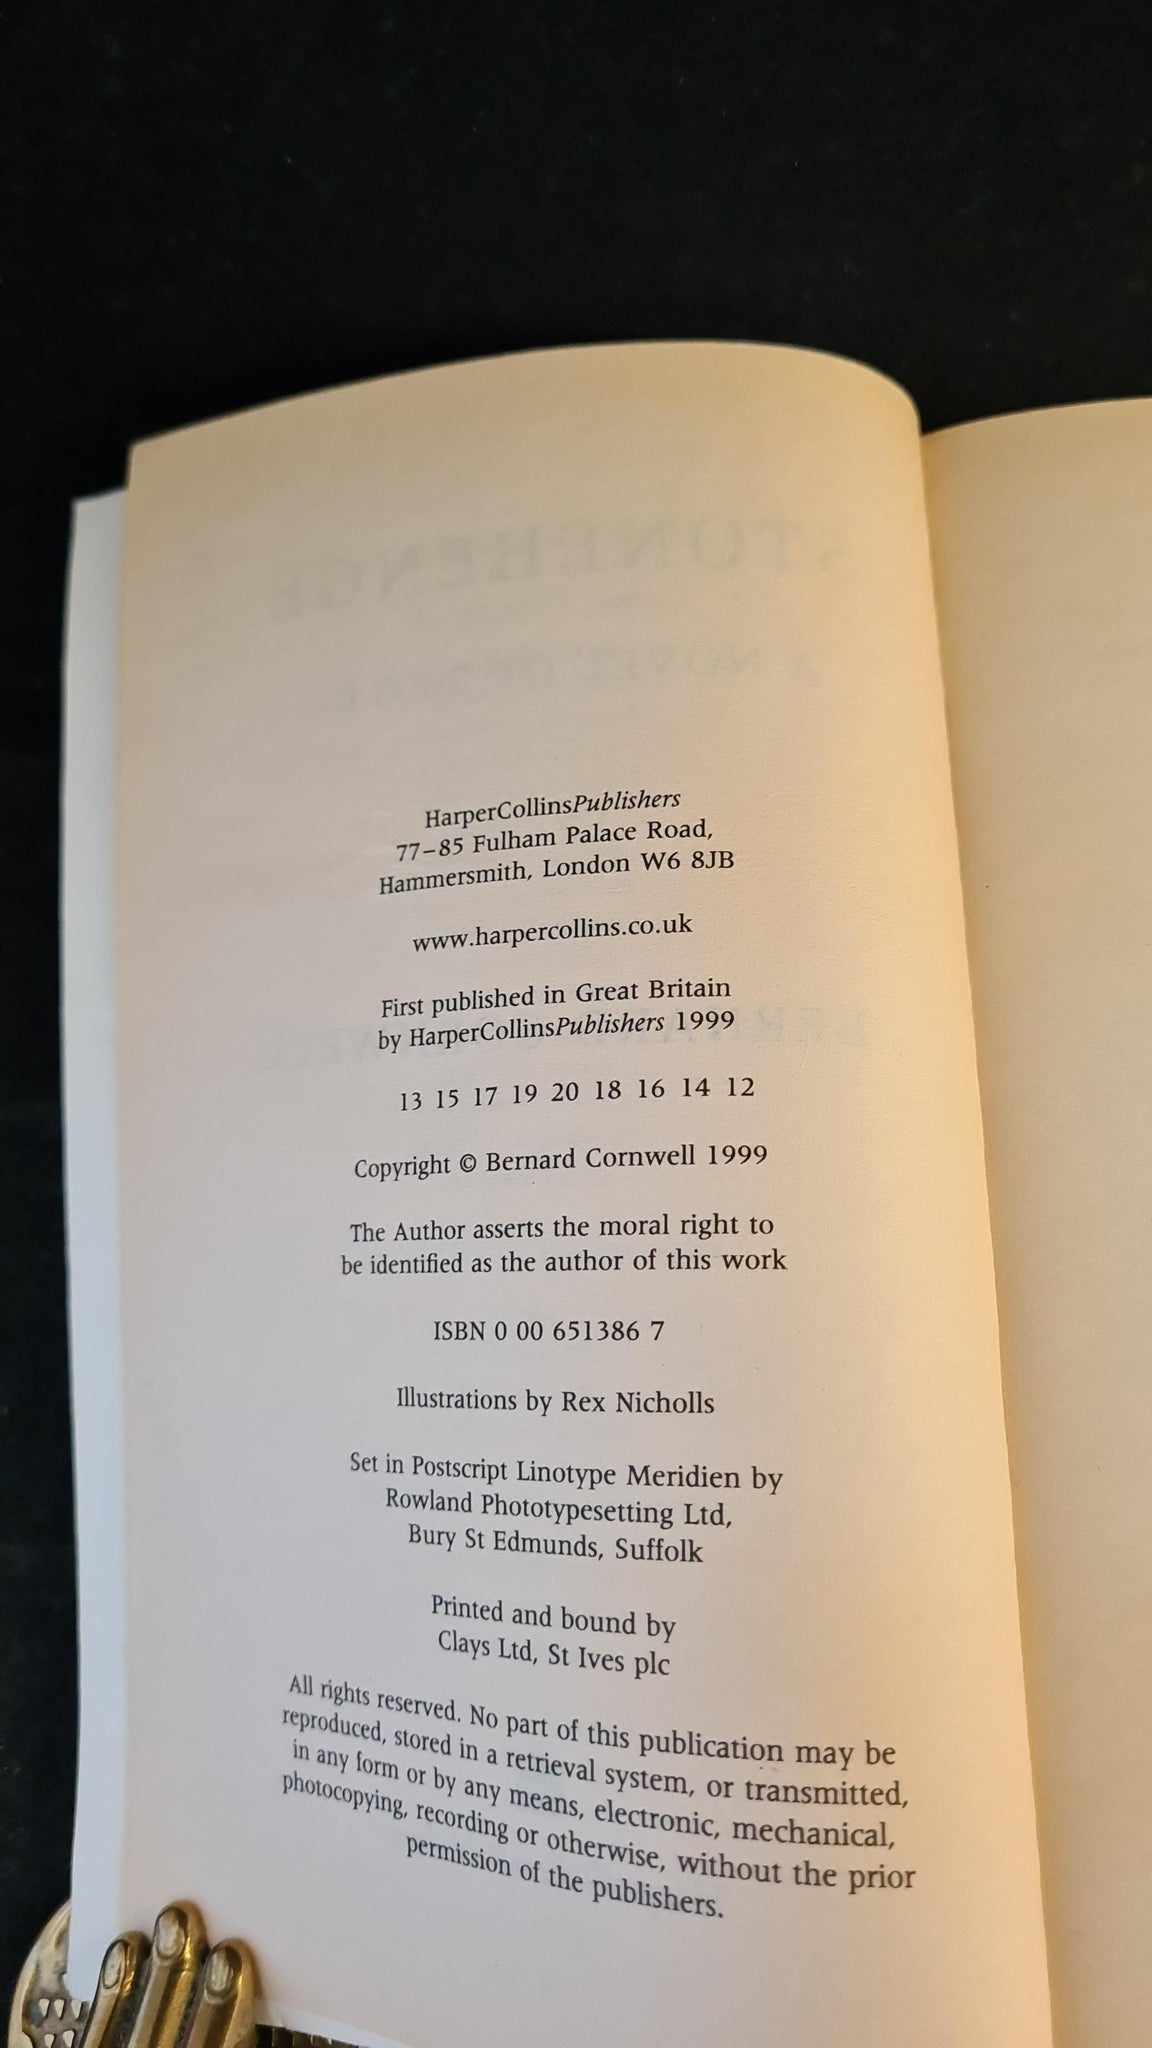 HarperCollinsPublishers
77–85 Fulham Palace Road,
Hammersmith, London W6 8JB
www.harpercollins.co.uk
First published in Great Britain
by HarperCollinsPublishers 1999
13 15 17 19 20 18 16 14 12
Copyright © Bernard Cornwell 1999
The Author asserts the moral right to
be identified as the author of this work
ISBN 0 00 651386 7
Illustrations by Rex Nicholls
Set in Postscript Linotype Meridien by
Rowland Phototypesetting Ltd,
Bury St Edmunds, Suffolk
Printed and bound by
Clays Ltd, St Ives plc
All rights reserved. No part of this publication may be
reproduced, stored in a retrieval system, or transmitted,
in any form or by any means, electronic, mechanical,
photocopying, recording or otherwise, without the prior
permission of the publishers.